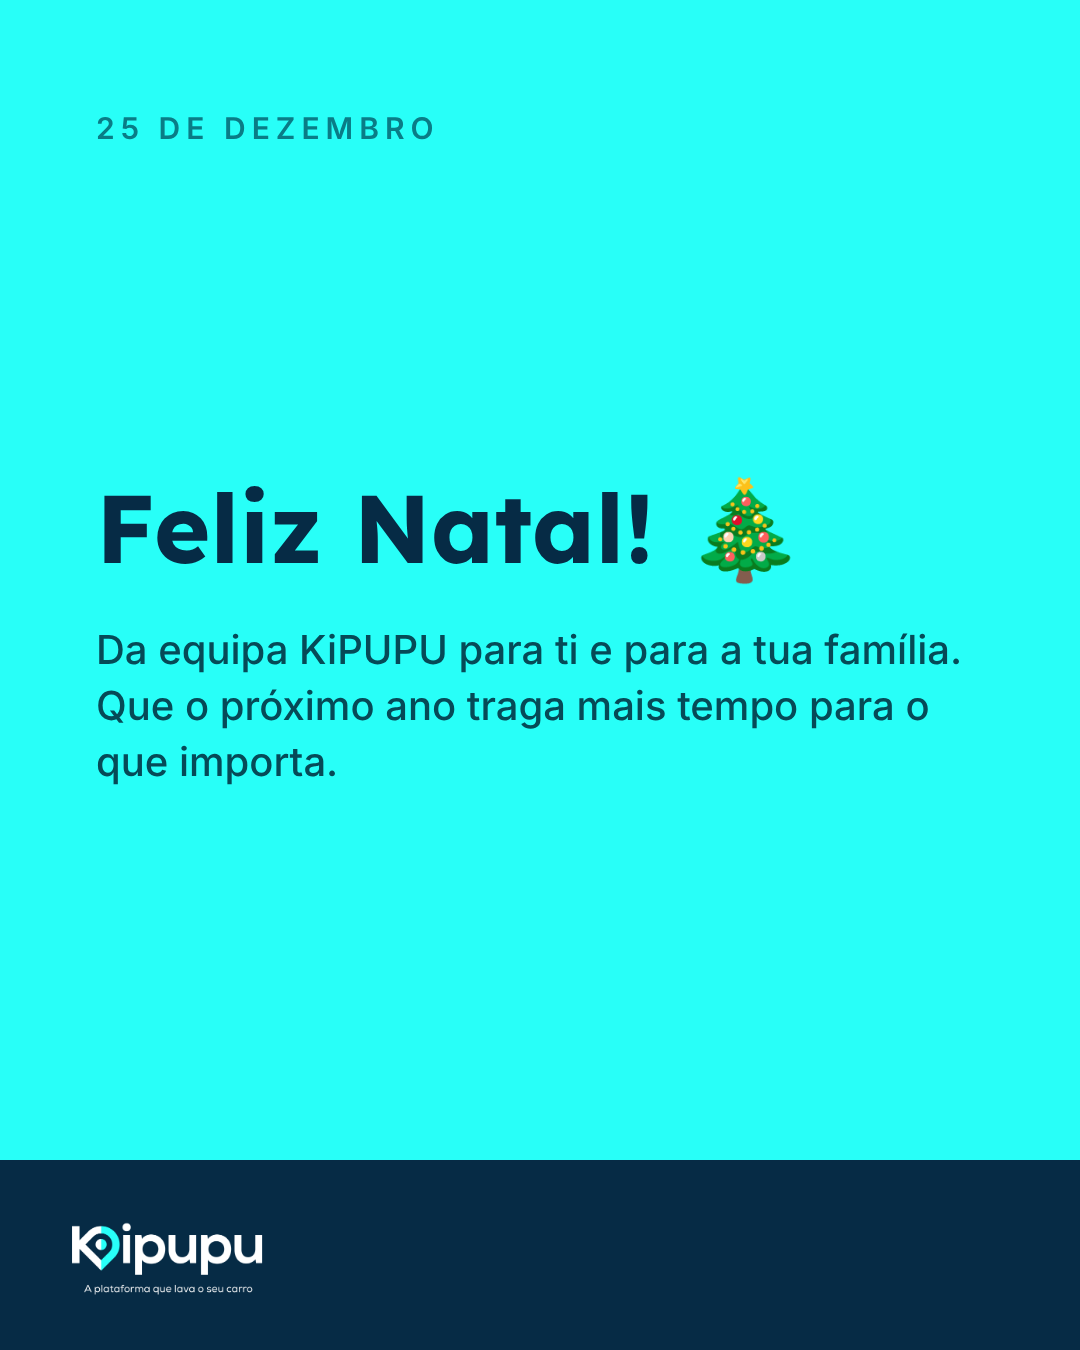 25 DE DEZEMBRO
Feliz Natal! 🎄
Da equipa KiPUPU para ti e para a tua família.
Que o próximo ano traga mais tempo para o
que importa.
Kipupu
A plataforma que lava o seu carro